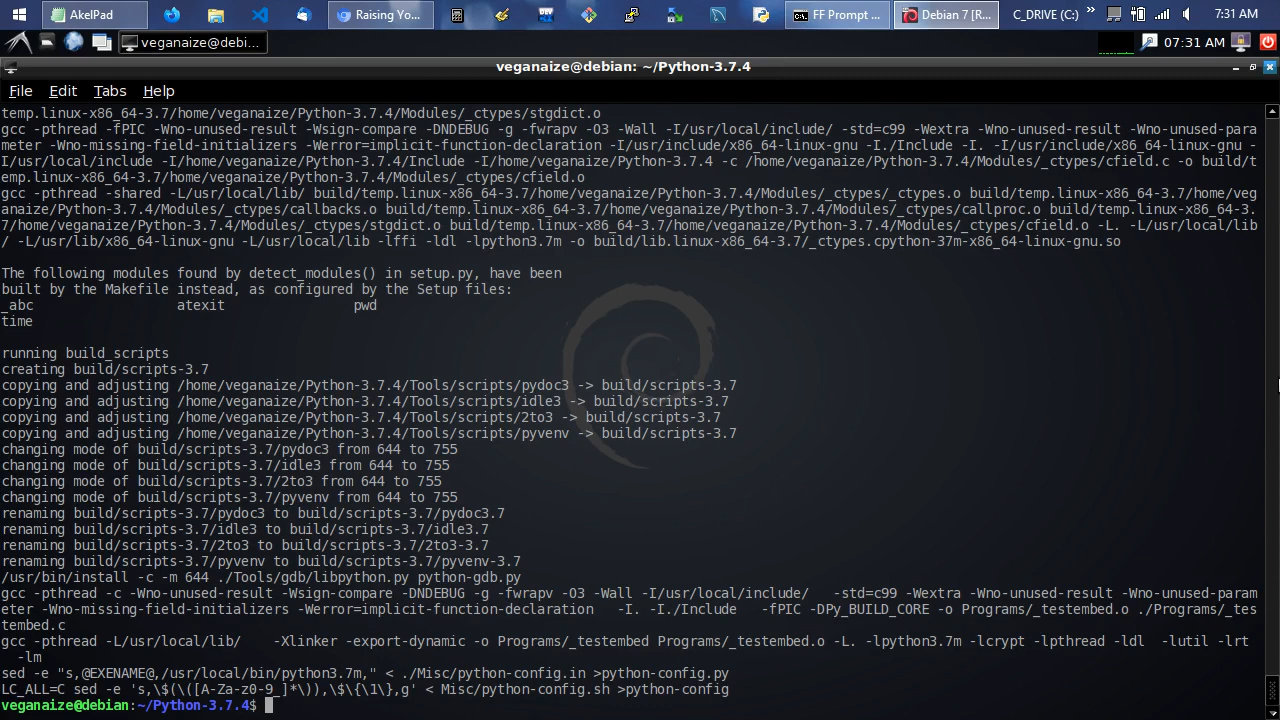 AkelPad
Raising Yo...
FF Prompt ...
Debian 7 [R...
C_DRIVE (C:)
7:31 AM
veganaize@debi...
07:31 AM
veganaize@debian: ~/Python-3.7.4
File Edit Tabs Help
temp.linux-x86_64-3.7/home/veganaize/Python-3.7.4/Modules/_ctypes/stgdict.o
gcc -pthread -fPIC -Wno-unused-result -Wsign-compare -DNDEBUG -g -fwrapv -O3 -Wall -I/usr/local/include/ -std=c99 -Wextra -Wno-unused-result -Wno-unused-para
meter -Wno-missing-field-initializers -Werror=implicit-function-declaration -I/usr/include/x86_64-linux-gnu -I./Include -I. -I/usr/include/x86_64-linux-gnu -
I/usr/local/include -I/home/veganaize/Python-3.7.4/Include -I/home/veganaize/Python-3.7.4 -c /home/veganaize/Python-3.7.4/Modules/_ctypes/cfield.c -o build/t
emp.linux-x86_64-3.7/home/veganaize/Python-3.7.4/Modules/_ctypes/cfield.o
gcc -pthread -shared -L/usr/local/lib/ build/temp.linux-x86_64-3.7/home/veganaize/Python-3.7.4/Modules/_ctypes/_ctypes.o build/temp.linux-x86_64-3.7/home/veg
anaize/Python-3.7.4/Modules/_ctypes/callbacks.o build/temp.linux-x86_64-3.7/home/veganaize/Python-3.7.4/Modules/_ctypes/callproc.o build/temp.linux-x86_64-3.
7/home/veganaize/Python-3.7.4/Modules/_ctypes/stgdict.o build/temp.linux-x86_64-3.7/home/veganaize/Python-3.7.4/Modules/_ctypes/cfield.o -L. -L/usr/local/lib
/ -L/usr/lib/x86_64-linux-gnu -L/usr/local/lib -lffi -ldl -lpython3.7m -o build/lib.linux-x86_64-3.7/_ctypes.cpython-37m-x86_64-linux-gnu.so
The following modules found by detect_modules() in setup.py, have been
built by the Makefile instead, as configured by the Setup files:
_abc                  atexit                pwd
time
running build_scripts
creating build/scripts-3.7
copying and adjusting /home/veganaize/Python-3.7.4/Tools/scripts/pydoc3 -> build/scripts-3.7
copying and adjusting /home/veganaize/Python-3.7.4/Tools/scripts/idle3 -> build/scripts-3.7
copying and adjusting /home/veganaize/Python-3.7.4/Tools/scripts/2to3 -> build/scripts-3.7
copying and adjusting /home/veganaize/Python-3.7.4/Tools/scripts/pyvenv -> build/scripts-3.7
changing mode of build/scripts-3.7/pydoc3 from 644 to 755
changing mode of build/scripts-3.7/idle3 from 644 to 755
changing mode of build/scripts-3.7/2to3 from 644 to 755
changing mode of build/scripts-3.7/pyvenv from 644 to 755
renaming build/scripts-3.7/pydoc3 to build/scripts-3.7/pydoc3.7
renaming build/scripts-3.7/idle3 to build/scripts-3.7/idle3.7
renaming build/scripts-3.7/2to3 to build/scripts-3.7/2to3-3.7
renaming build/scripts-3.7/pyvenv to build/scripts-3.7/pyvenv-3.7
/usr/bin/install -c -m 644 ./Tools/gdb/libpython.py python-gdb.py
gcc -pthread -c -Wno-unused-result -Wsign-compare -DNDEBUG -g -fwrapv -O3 -Wall -I/usr/local/include/   -std=c99 -Wextra -Wno-unused-result -Wno-unused-param
eter -Wno-missing-field-initializers -Werror=implicit-function-declaration   -I. -I./Include   -fPIC -DPy_BUILD_CORE -o Programs/_testembed.o ./Programs/_tes
tembed.c
gcc -pthread -L/usr/local/lib/    -Xlinker -export-dynamic -o Programs/_testembed Programs/_testembed.o -L. -lpython3.7m -lcrypt -lpthread -ldl  -lutil -lrt
  -lm
sed -e "s,@EXENAME@,/usr/local/bin/python3.7m," < ./Misc/python-config.in >python-config.py
LC_ALL=C sed -e 's,\$(\([A-Za-z0-9_]*\)),\$\{\1\},g' < Misc/python-config.sh >python-config
veganaize@debian:~/Python-3.7.4$